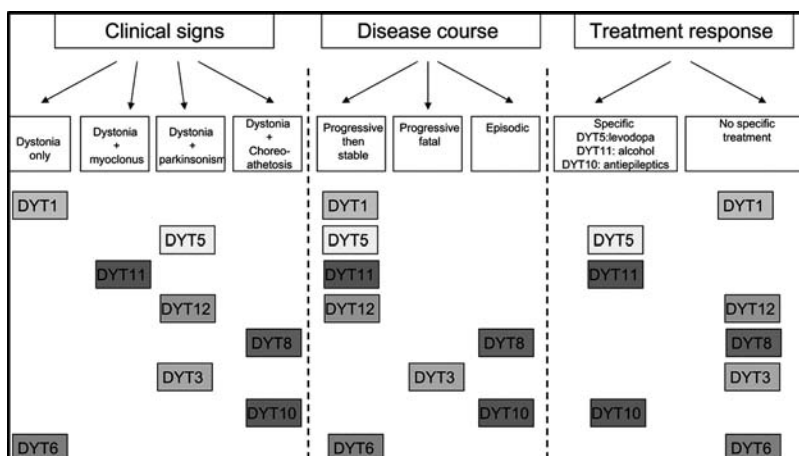 Clinical signs
Disease course
Treatment response
Dystonia
only
Dystonia
+
myoclonus
Dystonia
+
parkinsonism
Dystonia
+
Choreo-
athetosis
Progressive
then
stable
Progressive
fatal
Episodic
Specific
DYT5:levodopa
DYT11: alcohol
DYT10: antiepileptics
No specific
treatment
DYT1 DYT1 DYT1
DYT5 DYT5 DYT5
DYT11 DYT11 DYT11
DYT12 DYT12 DYT12
DYT8 DYT8 DYT8
DYT3 DYT3 DYT3
DYT10 DYT10 DYT10
DYT6 DYT6 DYT6